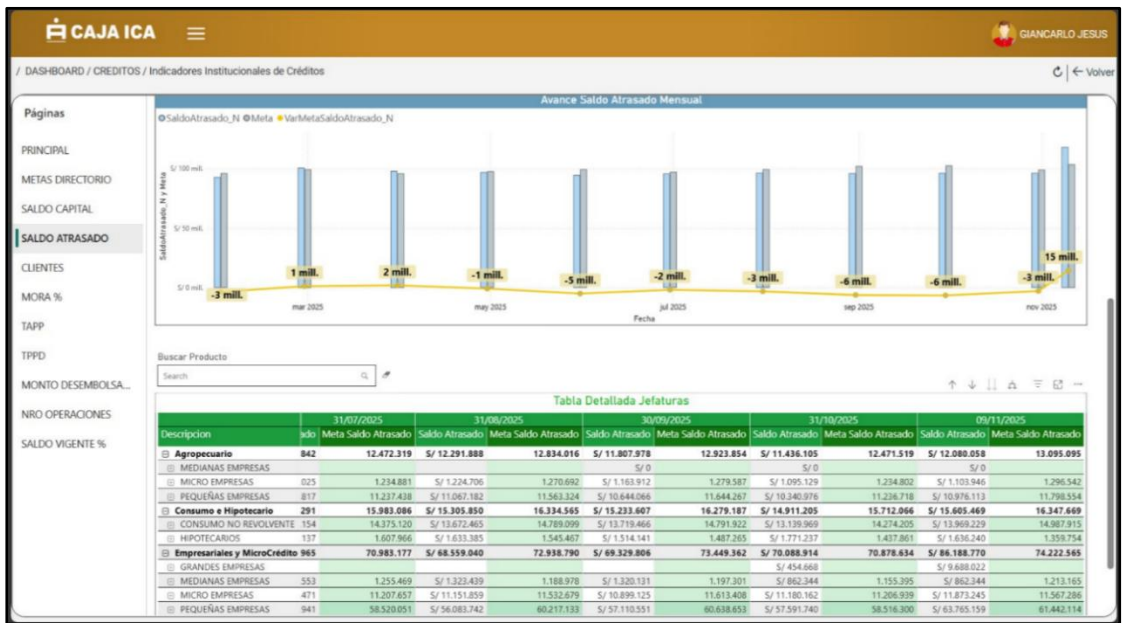 CAJA ICA
GIANCARLO JESUS
/ DASHBOARD / CREDITOS / Indicadores Institucionales de Créditos
Volver
Páginas
PRINCIPAL
METAS DIRECTORIO
SALDO CAPITAL
SALDO ATRASADO
CLIENTES
MORA %
TAPP
TPPD
MONTO DESEMBOLSA...
NRO OPERACIONES
SALDO VIGENTE %
Avance Saldo Atrasado Mensual
SaldoAtrasado_N Meta VarMetaSaldoAtrasado_N
SaldoAtrasado_N y Meta
S/ 100 mill.
S/ 50 mill.
S/ 0 mill.
-3 mill. 1 mill. 2 mill. -1 mill. -5 mill. -2 mill. -3 mill. -6 mill. -6 mill. -3 mill. 15 mill.
mar 2025 may 2025 jul 2025 sep 2025 nov 2025
Fecha
Buscar Producto
Search
Tabla Detallada Jefaturas
31/07/2025 31/08/2025 30/09/2025 31/10/2025 09/11/2025
Descripcion ado Meta Saldo Atrasado Saldo Atrasado Meta Saldo Atrasado Saldo Atrasado Meta Saldo Atrasado Saldo Atrasado Meta Saldo Atrasado Saldo Atrasado Meta Saldo Atrasado
Agropecuario 842 12.472.319 S/ 12.291.888 12.834.016 S/ 11.807.978 12.923.854 S/ 11.436.105 12.471.519 S/ 12.080.058 13.095.095
MEDIANAS EMPRESAS S/ 0 S/ 0 S/ 0
MICRO EMPRESAS 025 1.234.881 S/ 1.224.706 1.270.692 S/ 1.163.912 1.279.587 S/ 1.095.129 1.234.802 S/ 1.103.946 1.296.542
PEQUEÑAS EMPRESAS 817 11.237.438 S/ 11.067.182 11.563.324 S/ 10.644.066 11.644.267 S/ 10.340.976 11.236.718 S/ 10.976.113 11.798.554
Consumo e Hipotecario 291 15.983.086 S/ 15.305.850 16.334.565 S/ 15.233.607 16.279.187 S/ 14.911.205 15.712.066 S/ 15.605.469 16.347.669
CONSUMO NO REVOLVENTE 154 14.375.120 S/ 13.672.465 14.789.099 S/ 13.719.466 14.791.922 S/ 13.139.969 14.274.205 S/ 13.969.229 14.987.915
HIPOTECARIOS 137 1.607.966 S/ 1.633.385 1.545.467 S/ 1.514.141 1.487.265 S/ 1.771.237 1.437.861 S/ 1.636.240 1.359.754
Empresariales y MicroCrédito 965 70.983.177 S/ 68.559.040 72.938.790 S/ 69.329.806 73.449.362 S/ 70.088.914 70.878.634 S/ 86.188.770 74.222.565
GRANDES EMPRESAS S/ 454.668 S/ 9.688.022
MEDIANAS EMPRESAS 553 1.255.469 S/ 1.323.439 1.188.978 S/ 1.320.131 1.197.301 S/ 862.344 1.155.395 S/ 862.344 1.213.165
MICRO EMPRESAS 471 11.207.657 S/ 11.151.859 11.532.679 S/ 10.899.125 11.613.408 S/ 11.180.162 11.206.939 S/ 11.873.245 11.567.286
PEQUEÑAS EMPRESAS 941 58.520.051 S/ 56.083.742 60.217.133 S/ 57.110.551 60.638.653 S/ 57.591.740 58.516.300 S/ 63.765.159 61.442.114